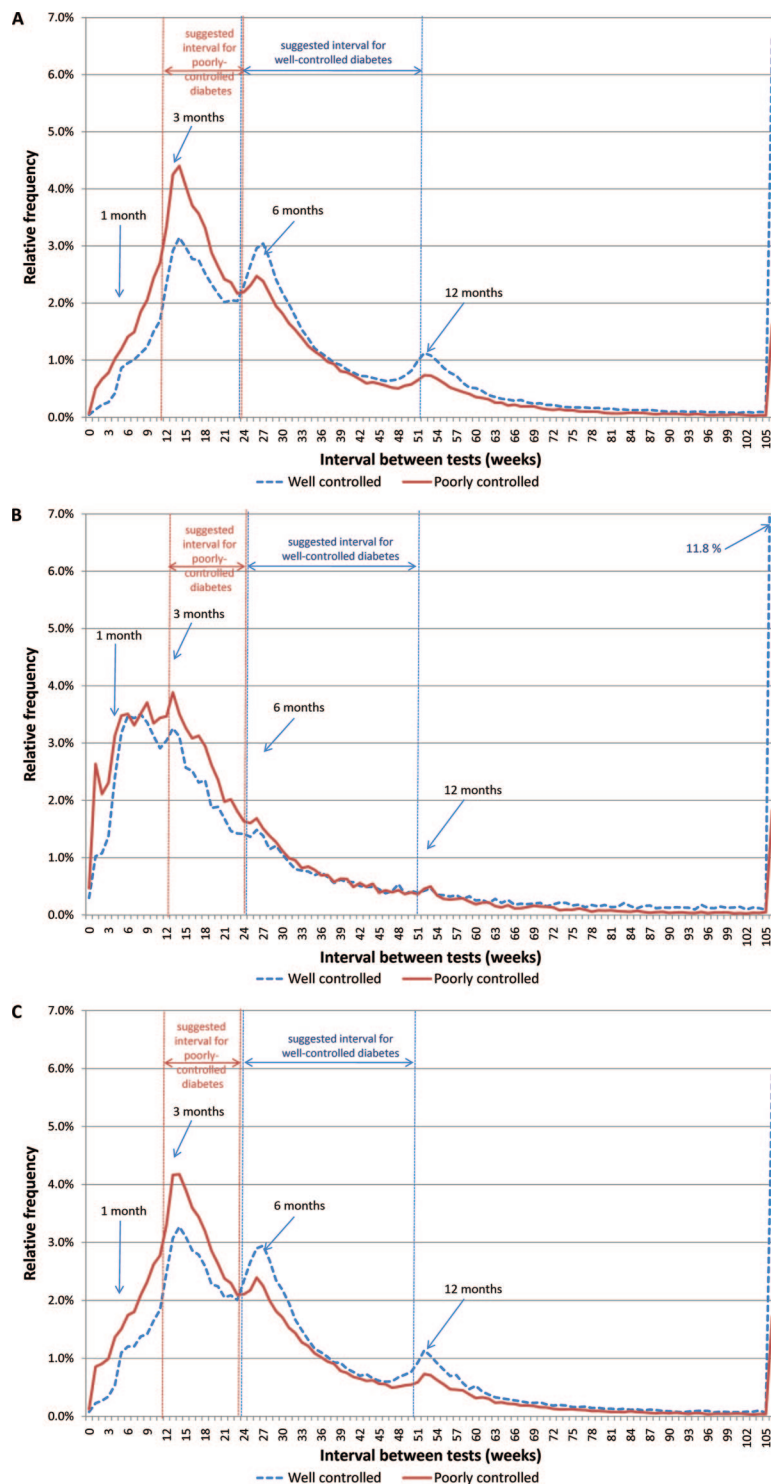 A
7.0%
6.0%
5.0%
4.0%
3.0%
2.0%
1.0%
0.0%
Relative frequency
suggested
interval for
poorly-
controlled
diabetes
suggested interval for
well-controlled diabetes
3 months
1 month
6 months
12 months
0 3 6 9 12 15 18 21 24 27 30 33 36 39 42 45 48 51 54 57 60 63 66 69 72 75 78 81 84 87 90 93 96 99 102 105
Interval between tests (weeks)
Well controlled Poorly controlled
B
7.0%
6.0%
5.0%
4.0%
3.0%
2.0%
1.0%
0.0%
Relative frequency
suggested
interval for
poorly-
controlled
diabetes
suggested interval for
well-controlled diabetes
11.8 %
3 months
1 month
6 months
12 months
0 3 6 9 12 15 18 21 24 27 30 33 36 39 42 45 48 51 54 57 60 63 66 69 72 75 78 81 84 87 90 93 96 99 102 105
Interval between tests (weeks)
Well controlled Poorly controlled
C
7.0%
6.0%
5.0%
4.0%
3.0%
2.0%
1.0%
0.0%
Relative frequency
suggested
interval for
poorly-
controlled
diabetes
suggested interval for
well-controlled diabetes
3 months
1 month
6 months
12 months
0 3 6 9 12 15 18 21 24 27 30 33 36 39 42 45 48 51 54 57 60 63 66 69 72 75 78 81 84 87 90 93 96 99 102 105
Interval between tests (weeks)
Well controlled Poorly controlled